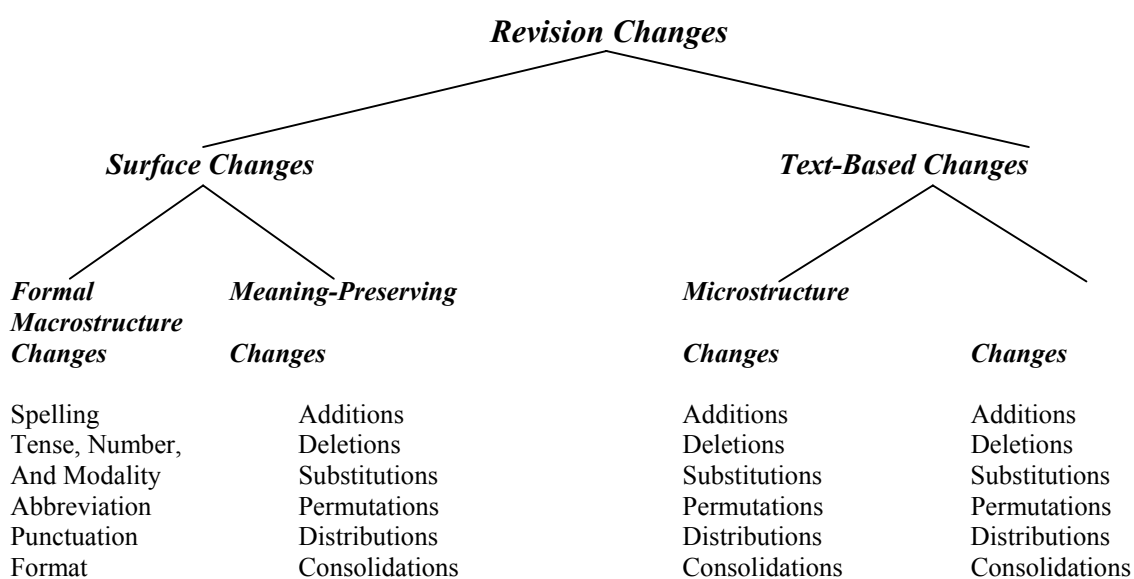 Revision Changes
Surface Changes Text-Based Changes
Formal Meaning-Preserving Microstructure
Macrostructure
Changes Changes Changes Changes
Spelling Additions Additions Additions
Tense, Number, Deletions Deletions Deletions
And Modality Substitutions Substitutions Substitutions
Abbreviation Permutations Permutations Permutations
Punctuation Distributions Distributions Distributions
Format Consolidations Consolidations Consolidations